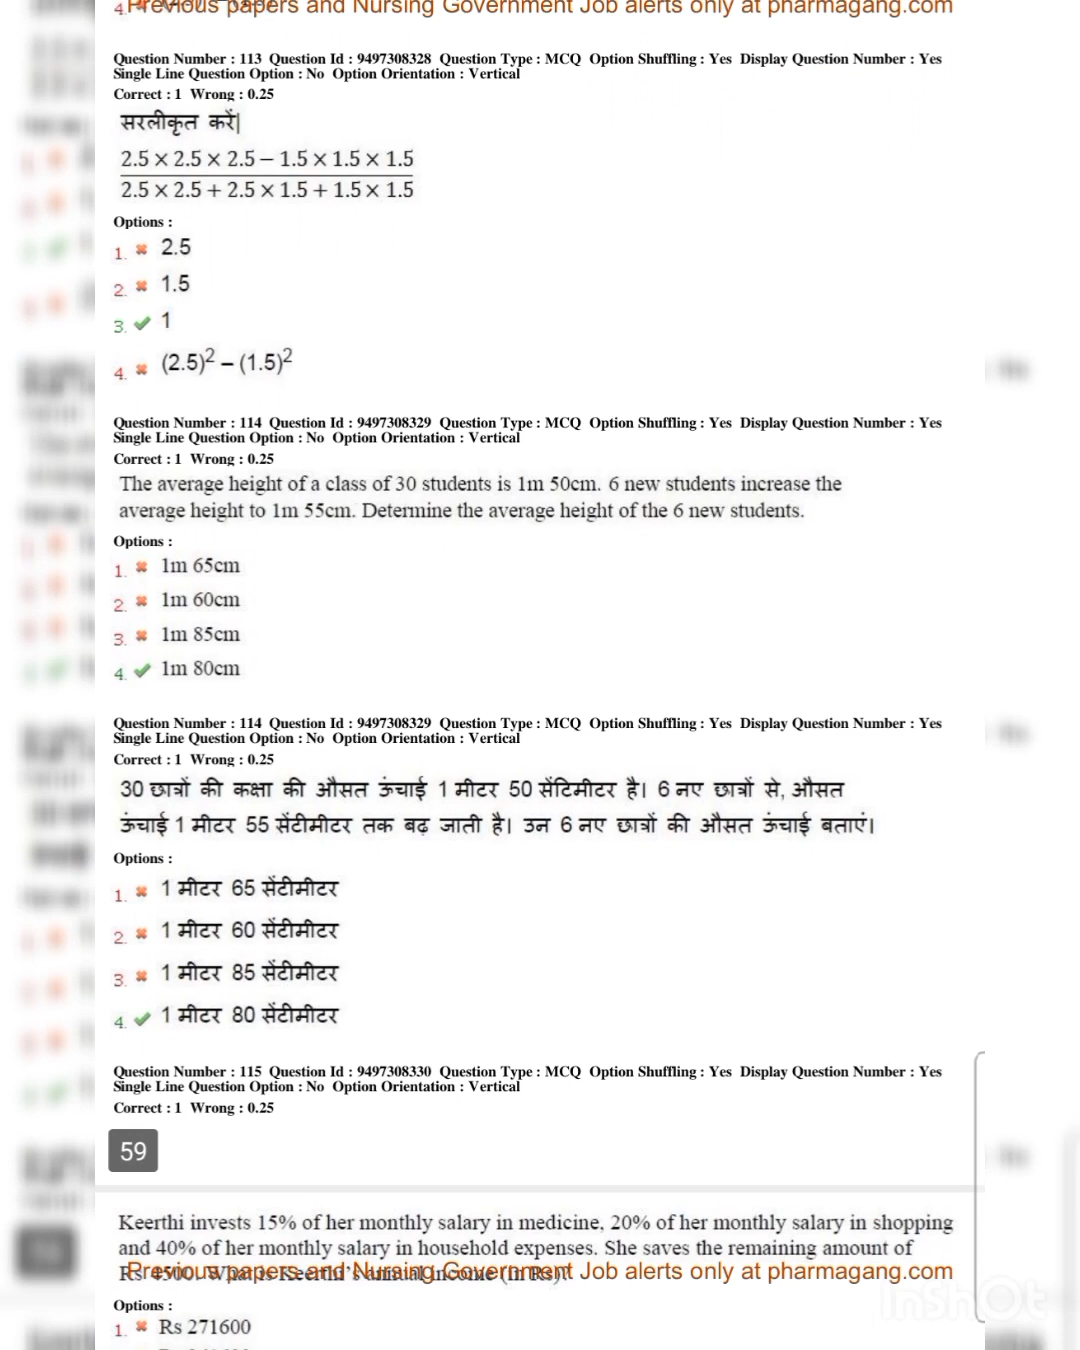 4. Previous papers and Nursing Government Job alerts only at pharmagang.com
Question Number : 113 Question Id : 9497308328 Question Type : MCQ Option Shuffling : Yes Display Question Number : Yes
Single Line Question Option : No Option Orientation : Vertical
Correct : 1 Wrong : 0.25
सरलीकृत करें|
2.5 × 2.5 × 2.5 – 1.5 × 1.5 × 1.5
2.5 × 2.5 + 2.5 × 1.5 + 1.5 × 1.5
Options :
1. 2.5
2. 1.5
3. 1
4. (2.5)² – (1.5)²
Question Number : 114 Question Id : 9497308329 Question Type : MCQ Option Shuffling : Yes Display Question Number : Yes
Single Line Question Option : No Option Orientation : Vertical
Correct : 1 Wrong : 0.25
The average height of a class of 30 students is 1m 50cm. 6 new students increase the
average height to 1m 55cm. Determine the average height of the 6 new students.
Options :
1. 1m 65cm
2. 1m 60cm
3. 1m 85cm
4. 1m 80cm
Question Number : 114 Question Id : 9497308329 Question Type : MCQ Option Shuffling : Yes Display Question Number : Yes
Single Line Question Option : No Option Orientation : Vertical
Correct : 1 Wrong : 0.25
30 छात्रों की कक्षा की औसत ऊंचाई 1 मीटर 50 सेंटिमीटर है। 6 नए छात्रों से, औसत
ऊंचाई 1 मीटर 55 सेंटीमीटर तक बढ़ जाती है। उन 6 नए छात्रों की औसत ऊंचाई बताएं।
Options :
1. 1 मीटर 65 सेंटीमीटर
2. 1 मीटर 60 सेंटीमीटर
3. 1 मीटर 85 सेंटीमीटर
4. 1 मीटर 80 सेंटीमीटर
Question Number : 115 Question Id : 9497308330 Question Type : MCQ Option Shuffling : Yes Display Question Number : Yes
Single Line Question Option : No Option Orientation : Vertical
Correct : 1 Wrong : 0.25
59
Keerthi invests 15% of her monthly salary in medicine, 20% of her monthly salary in shopping
and 40% of her monthly salary in household expenses. She saves the remaining amount of
Rs 4500. What is Keerthi's annual income (in Rs)?
Previous papers and Nursing Government Job alerts only at pharmagang.com
InShOt
Options :
1. Rs 271600